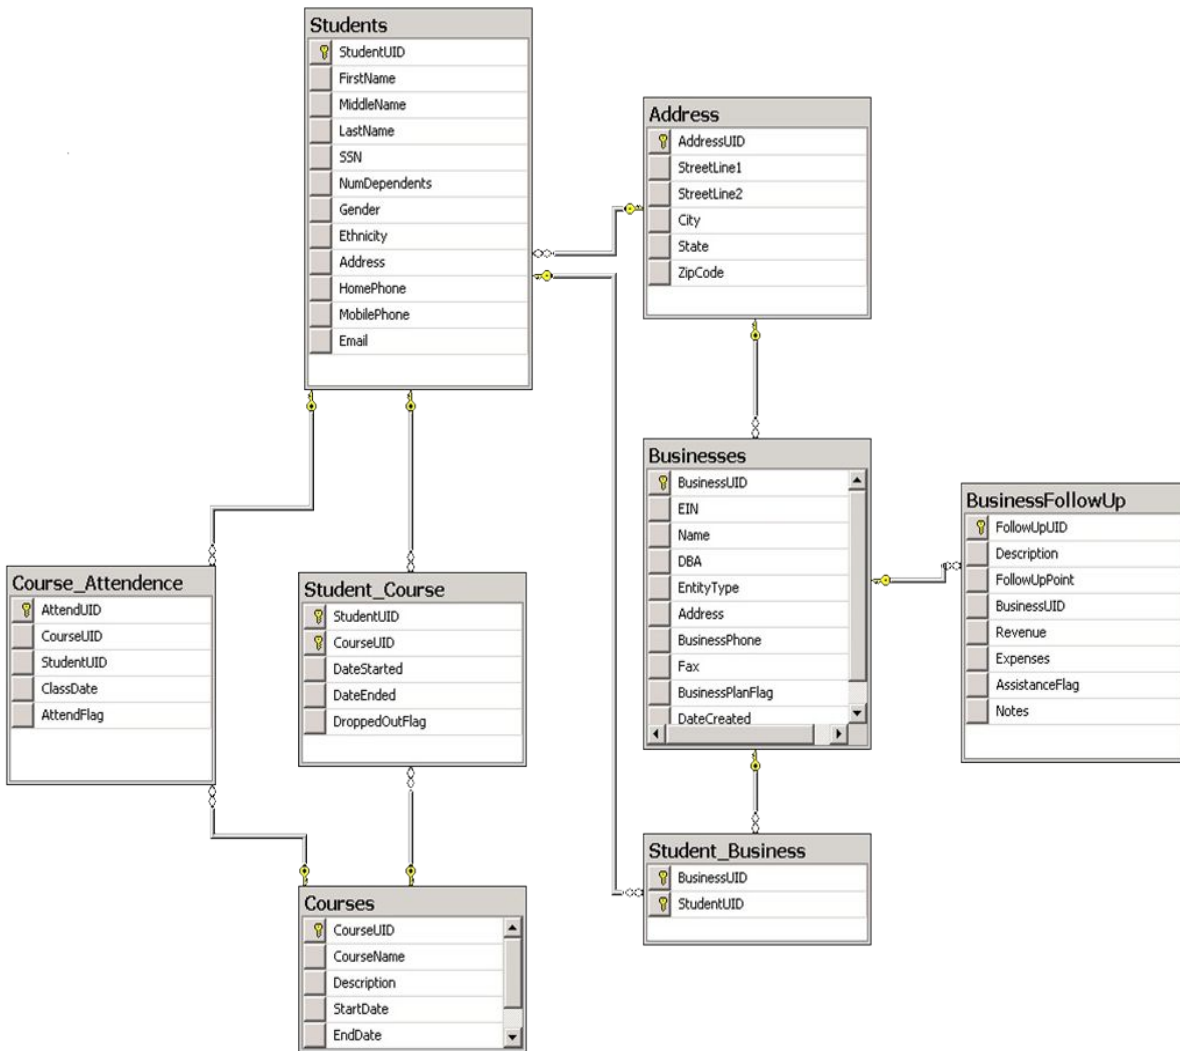 Students
StudentUID
FirstName
MiddleName
LastName
SSN
NumDependents
Gender
Ethnicity
Address
HomePhone
MobilePhone
Email
Address
AddressUID
StreetLine1
StreetLine2
City
State
ZipCode
Businesses
BusinessUID
EIN
Name
DBA
EntityType
Address
BusinessPhone
Fax
BusinessPlanFlag
DateCreated
BusinessFollowUp
FollowUpUID
Description
FollowUpPoint
BusinessUID
Revenue
Expenses
AssistanceFlag
Notes
Course_Attendence
AttendUID
CourseUID
StudentUID
ClassDate
AttendFlag
Student_Course
StudentUID
CourseUID
DateStarted
DateEnded
DroppedOutFlag
Student_Business
BusinessUID
StudentUID
Courses
CourseUID
CourseName
Description
StartDate
EndDate